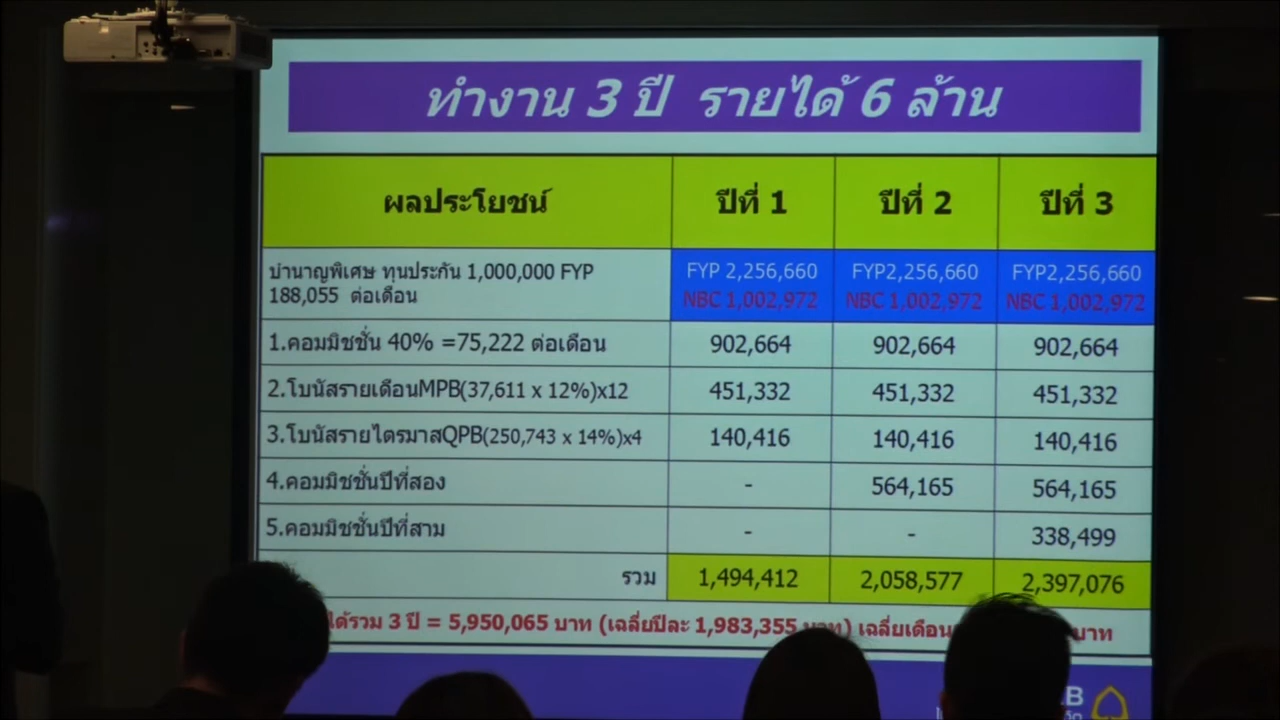 ทำงาน 3 ปี รายได้ 6 ล้าน
ผลประโยชน์ ปีที่ 1 ปีที่ 2 ปีที่ 3
บำนาญพิเศษ ทุนประกัน 1,000,000 FYP
188,055 ต่อเดือน
FYP 2,256,660 FYP2,256,660 FYP2,256,660
NBC 1,002,972 NBC 1,002,972 NBC 1,002,972
1.คอมมิชชั่น 40% =75,222 ต่อเดือน 902,664 902,664 902,664
2.โบนัสรายเดือนMPB(37,611 x 12%)x12 451,332 451,332 451,332
3.โบนัสรายไตรมาสQPB(250,743 x 14%)x4 140,416 140,416 140,416
4.คอมมิชชั่นปีที่สอง - 564,165 564,165
5.คอมมิชชั่นปีที่สาม - - 338,499
รวม 1,494,412 2,058,577 2,397,076
ได้รวม 3 ปี = 5,950,065 บาท (เฉลี่ยปีละ 1,983,355 บาท) เฉลี่ยเดือน บาท